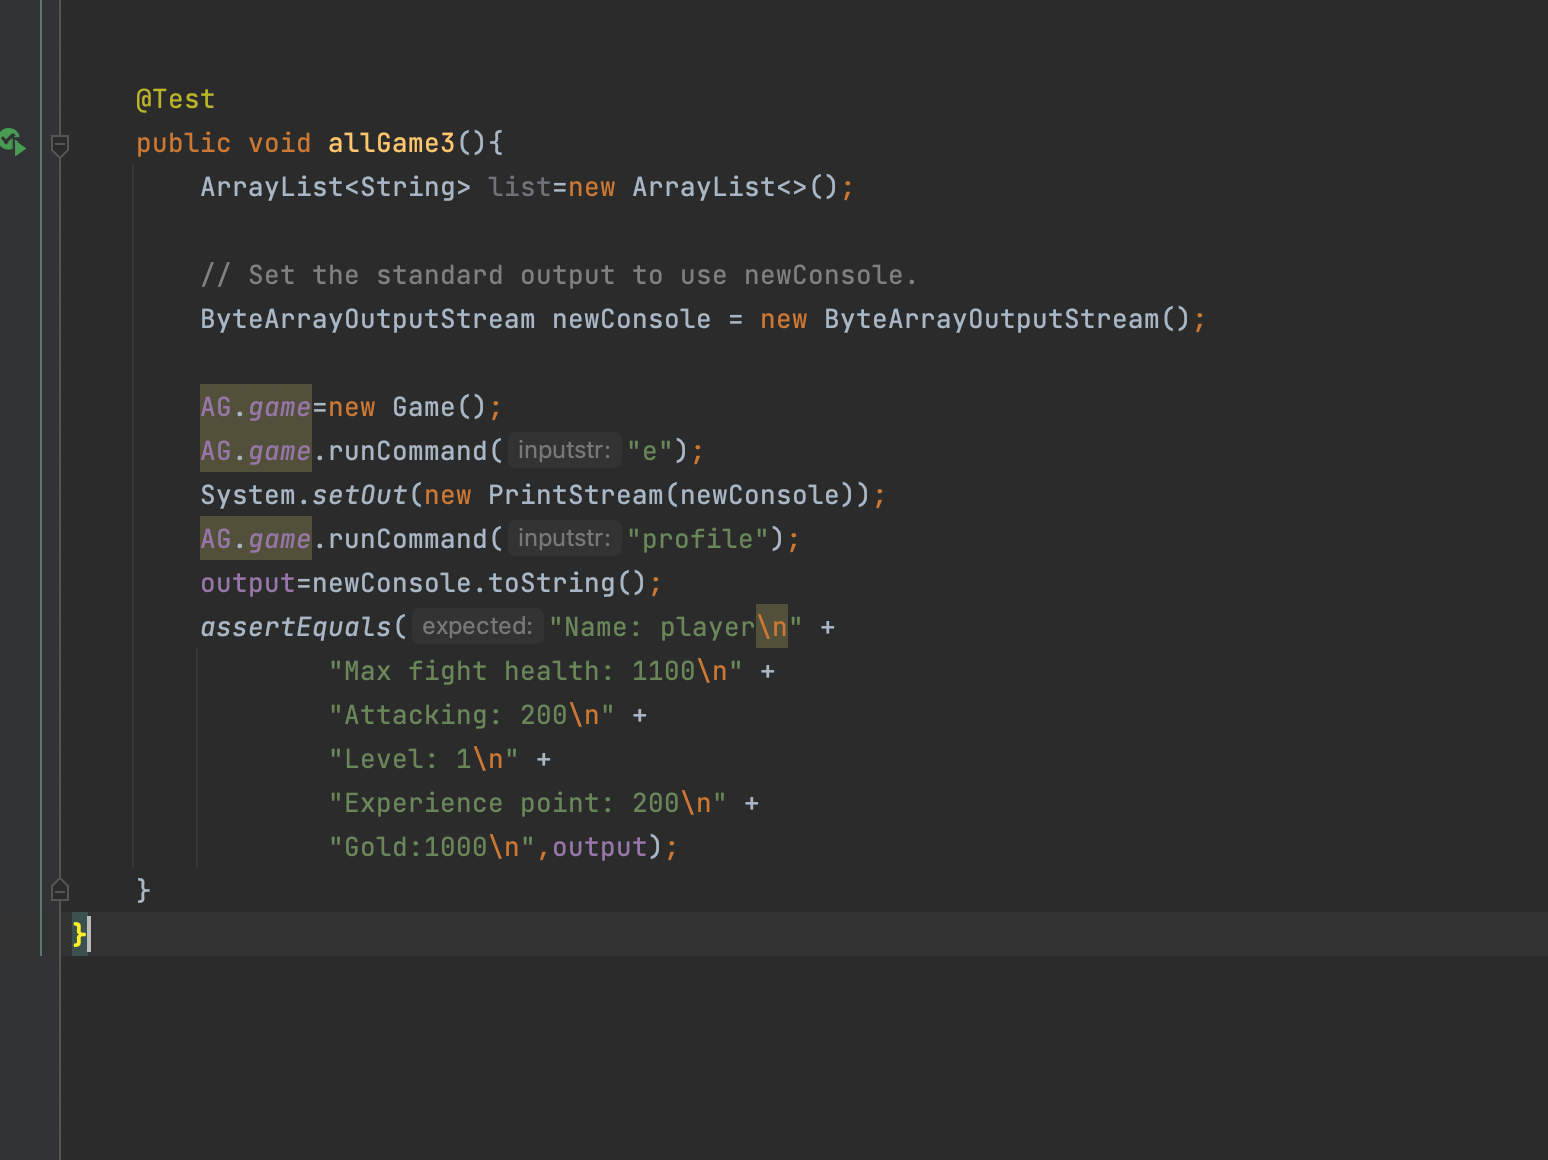 @Test
public void allGame3(){
ArrayList<String> list=new ArrayList<>();
// Set the standard output to use newConsole.
ByteArrayOutputStream newConsole = new ByteArrayOutputStream();
AG.game=new Game();
AG.game.runCommand( inputstr: "e");
System.setOut(new PrintStream(newConsole));
AG.game.runCommand( inputstr: "profile");
output=newConsole.toString();
assertEquals( expected: "Name: player\n" +
"Max fight health: 1100\n" +
"Attacking: 200\n" +
"Level: 1\n" +
"Experience point: 200\n" +
"Gold:1000\n",output);
}
}